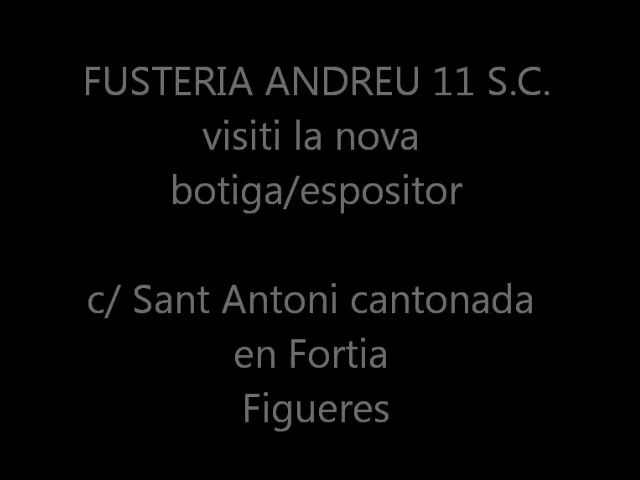 FUSTERIA ANDREU 11 S.C.
visiti la nova
botiga/espositor
c/ Sant Antoni cantonada
en Fortia
Figueres